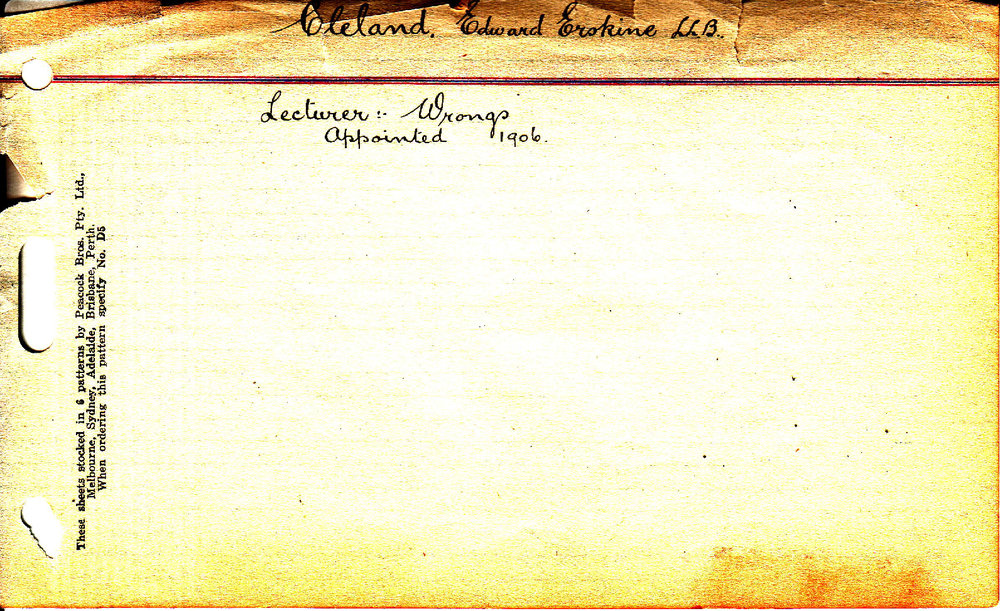 Cleland. Edward Erskine LLB.
Lecturer :- Wrongs
Appointed 1906.
These sheets stocked in 6 patterns by Peacock Bros. Pty. Ltd.,
Melbourne, Sydney, Adelaide, Brisbane, Perth.
When ordering this pattern specify No. D5